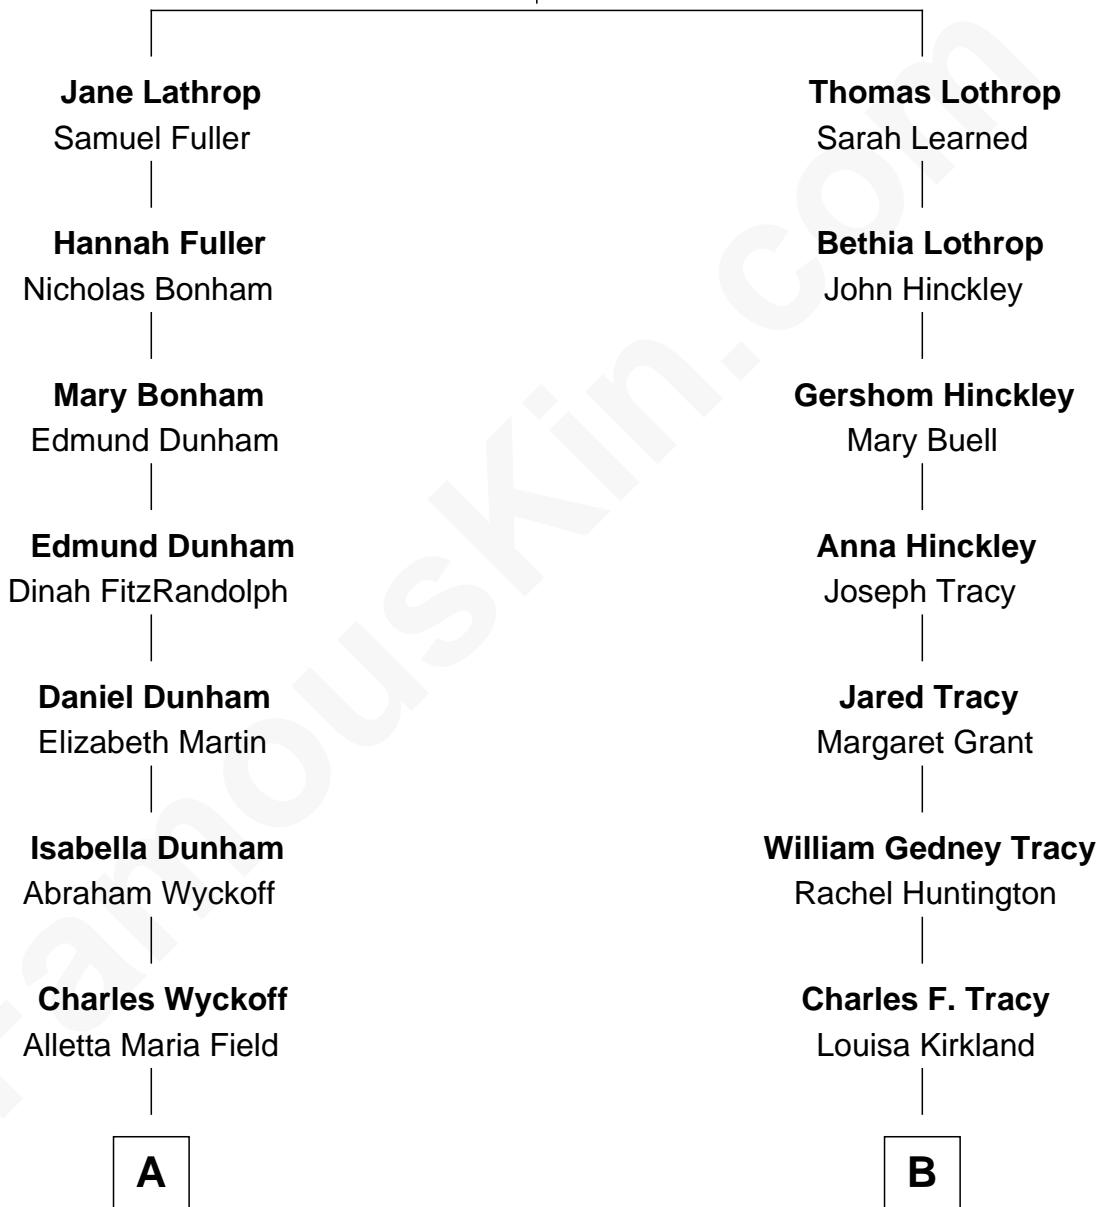 Jane Lathrop
Samuel Fuller
Hannah Fuller
Nicholas Bonham
Mary Bonham
Edmund Dunham
Edmund Dunham
Dinah FitzRandolph
Daniel Dunham
Elizabeth Martin
Isabella Dunham
Abraham Wyckoff
Charles Wyckoff
Alletta Maria Field
A
Thomas Lothrop
Sarah Learned
Bethia Lothrop
John Hinckley
Gershom Hinckley
Mary Buell
Anna Hinckley
Joseph Tracy
Jared Tracy
Margaret Grant
William Gedney Tracy
Rachel Huntington
Charles F. Tracy
Louisa Kirkland
B
FamousKin.com